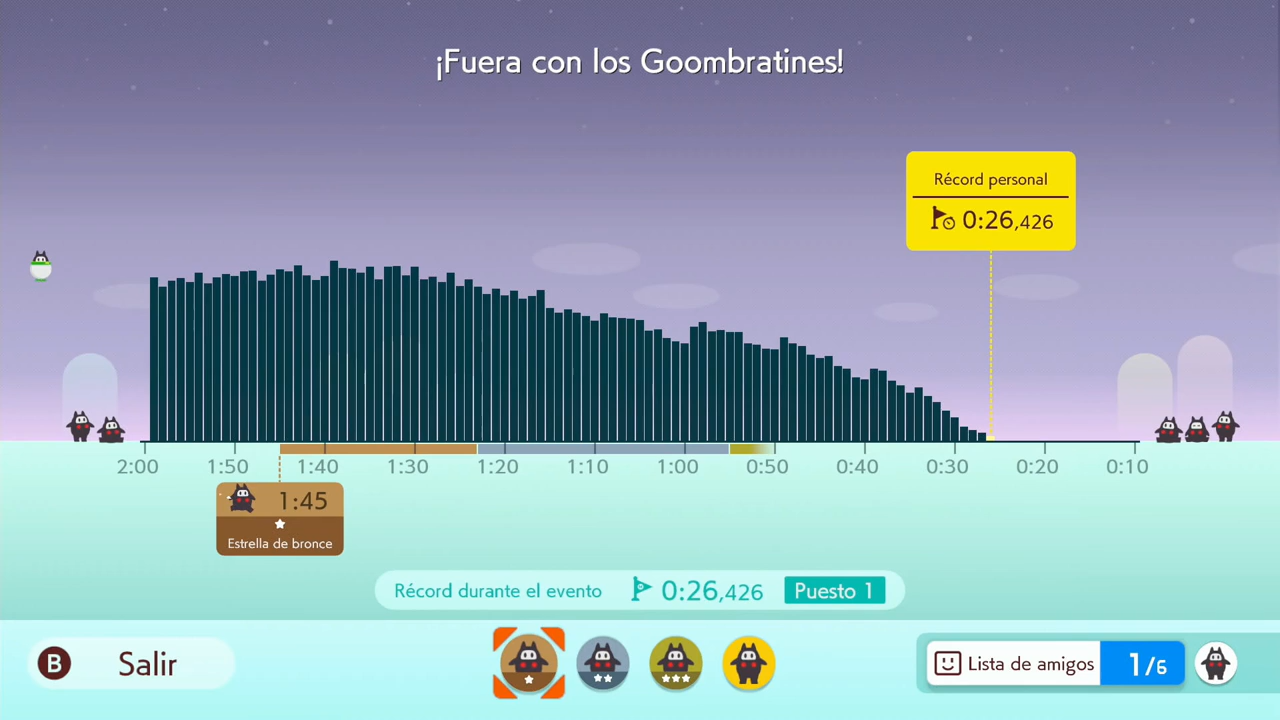 ¡Fuera con los Goombratines!
Récord personal
0:26,426
2:00 1:50 1:40 1:30 1:20 1:10 1:00 0:50 0:40 0:30 0:20 0:10
1:45
Estrella de bronce
Récord durante el evento 0:26,426 Puesto 1
B Salir
Lista de amigos 1/6